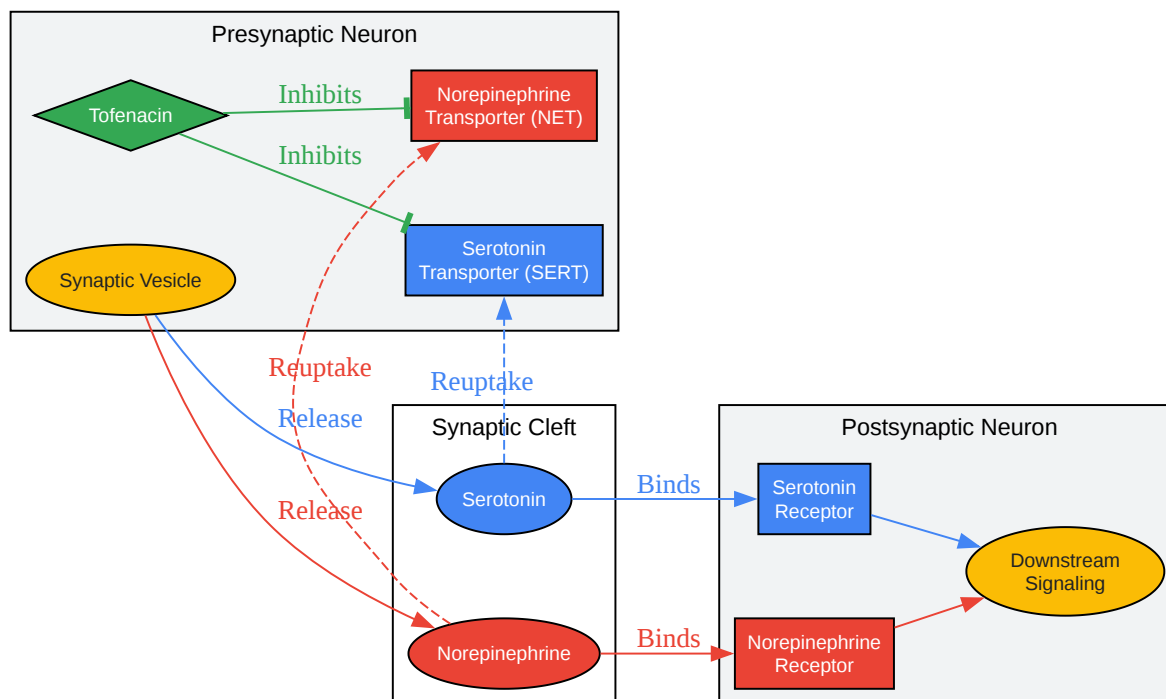 Presynaptic Neuron
Tofenacin
Inhibits
Norepinephrine
Transporter (NET)
Inhibits
Serotonin
Transporter (SERT)
Synaptic Vesicle
Reuptake
Reuptake
Release
Synaptic Cleft
Postsynaptic Neuron
Serotonin
Binds
Serotonin
Receptor
Release
Downstream
Signaling
Norepinephrine
Binds
Norepinephrine
Receptor